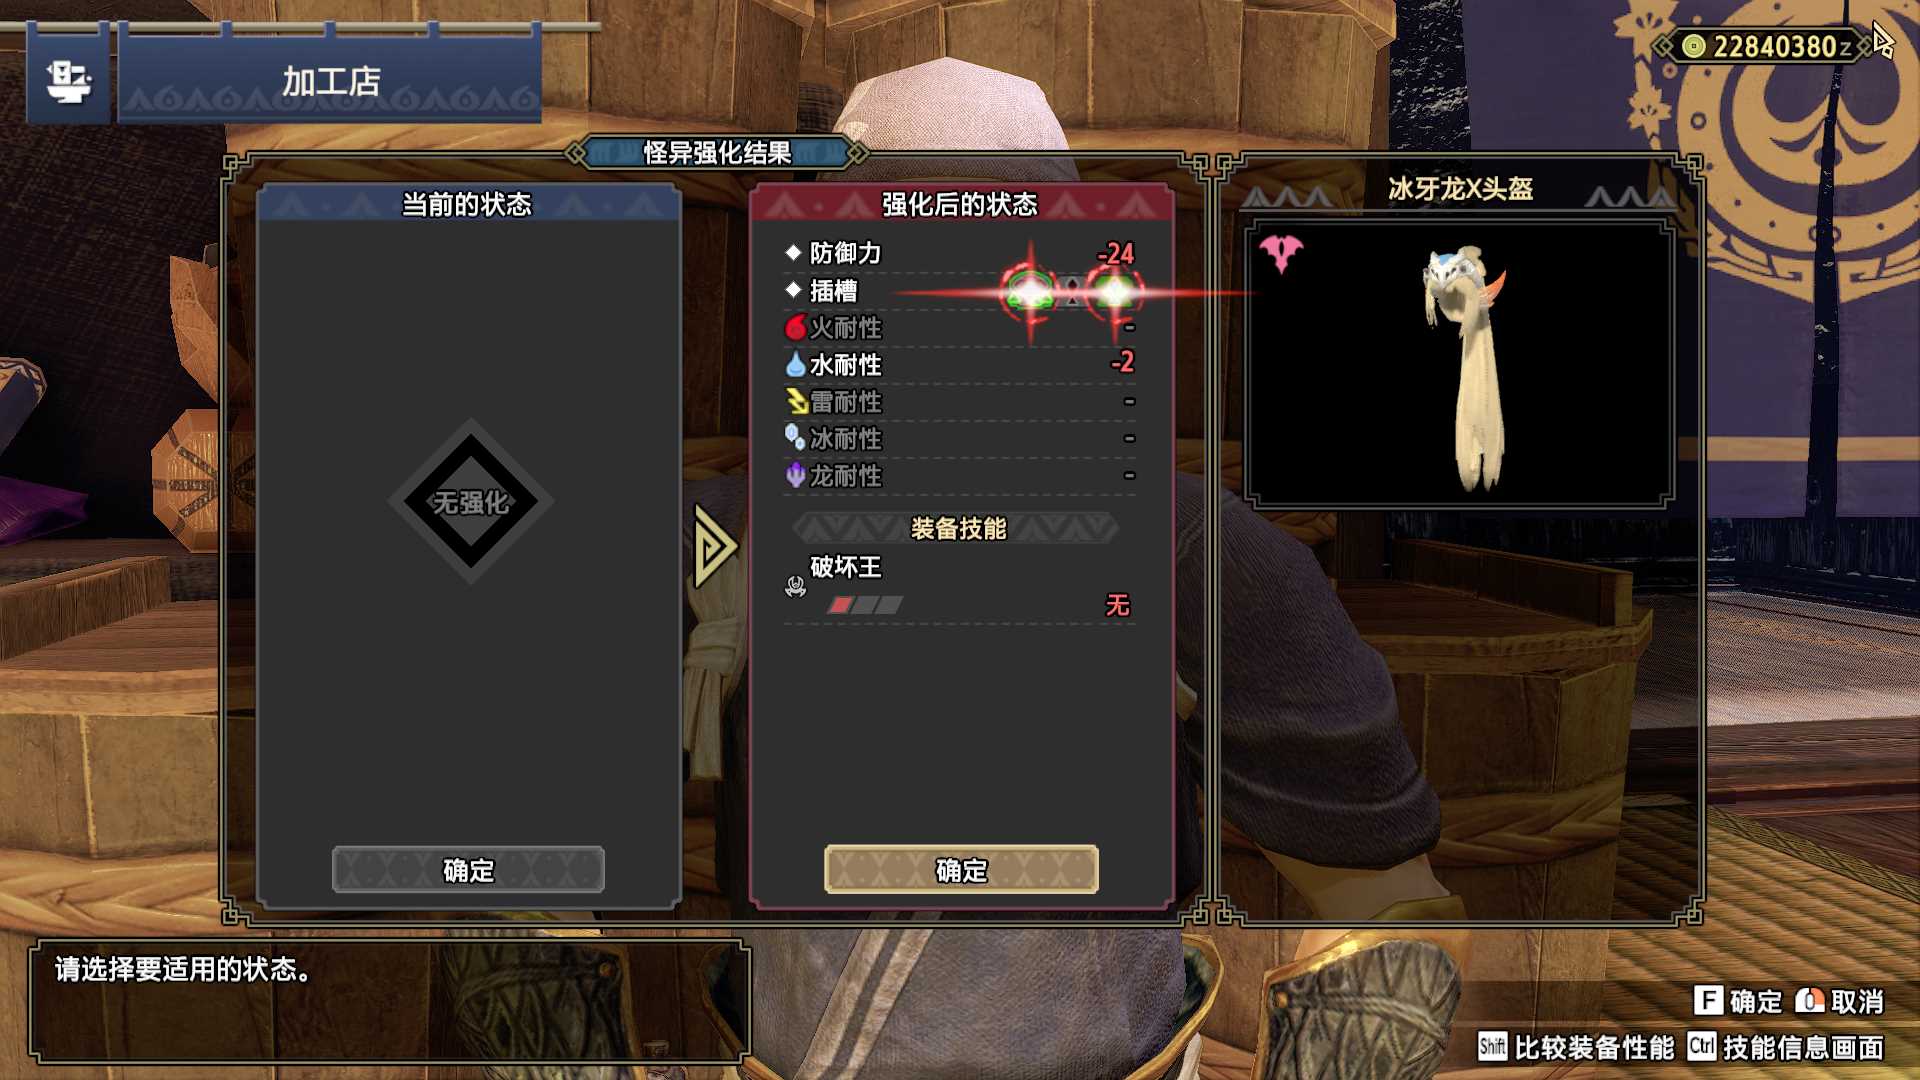 加工店
22840380z
怪异强化结果
当前的状态
无强化
确定
强化后的状态
防御力 -24
插槽
火耐性 -
水耐性 -2
雷耐性 -
冰耐性 -
龙耐性 -
装备技能
破坏王
无
确定
冰牙龙X头盔
请选择要适用的状态。
F 确定 取消
Shift 比较装备性能 Ctrl 技能信息画面